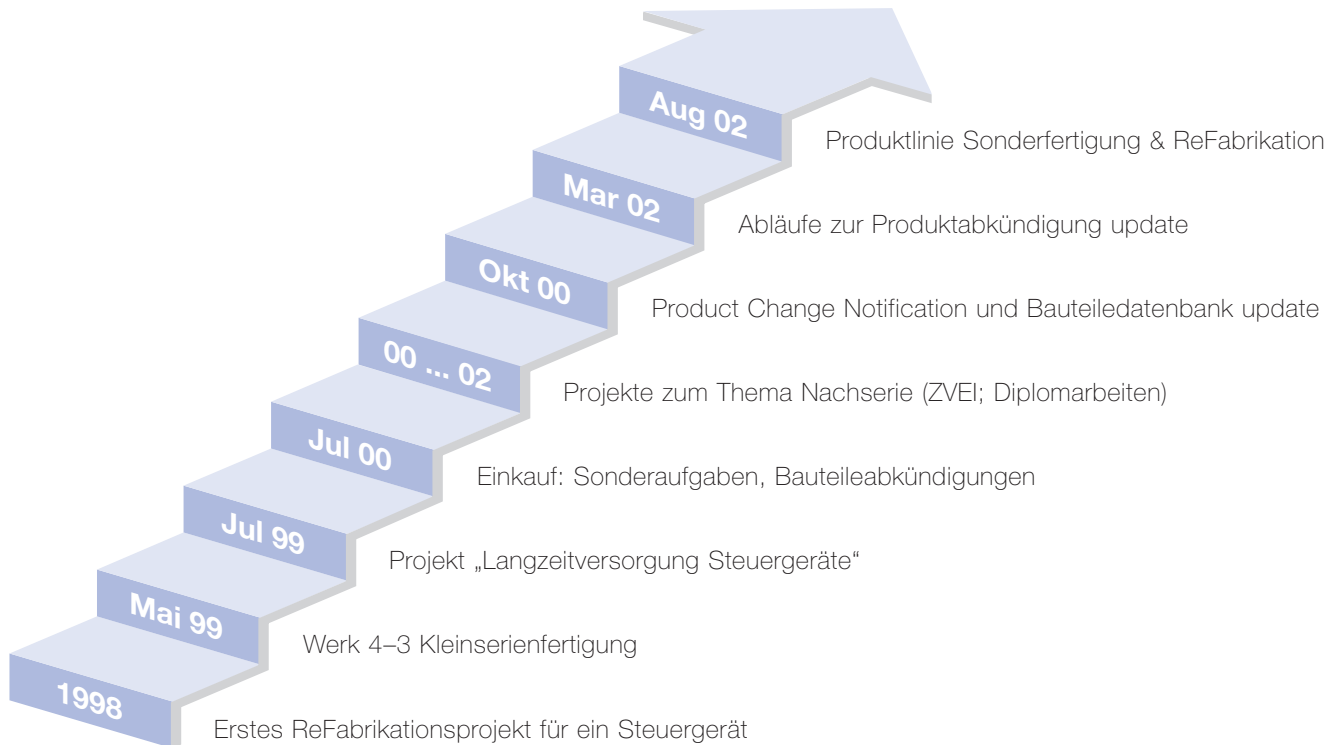 Aug 02
Produktlinie Sonderfertigung & ReFabrikation
Mar 02
Abläufe zur Produktabkündigung update
Okt 00
Product Change Notification und Bauteiledatenbank update
00 ... 02
Projekte zum Thema Nachserie (ZVEI; Diplomarbeiten)
Jul 00
Einkauf: Sonderaufgaben, Bauteileabkündigungen
Jul 99
Projekt „Langzeitversorgung Steuergeräte“
Mai 99
Werk 4–3 Kleinserienfertigung
1998
Erstes ReFabrikationsprojekt für ein Steuergerät